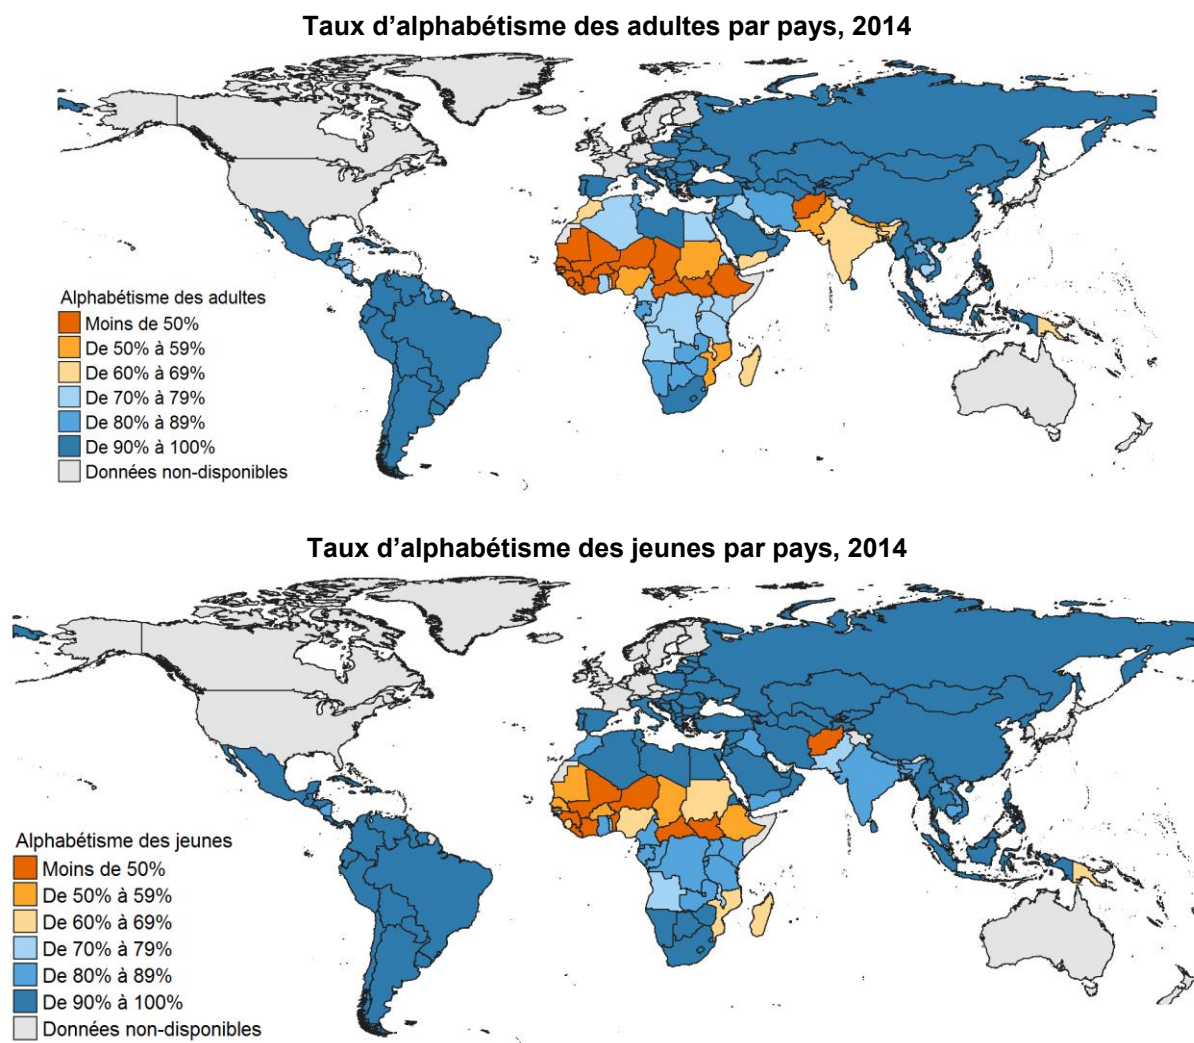 Taux d’alphabétisme des adultes par pays, 2014
Alphabétisme des adultes
Moins de 50%
De 50% à 59%
De 60% à 69%
De 70% à 79%
De 80% à 89%
De 90% à 100%
Données non-disponibles
Taux d’alphabétisme des jeunes par pays, 2014
Alphabétisme des jeunes
Moins de 50%
De 50% à 59%
De 60% à 69%
De 70% à 79%
De 80% à 89%
De 90% à 100%
Données non-disponibles